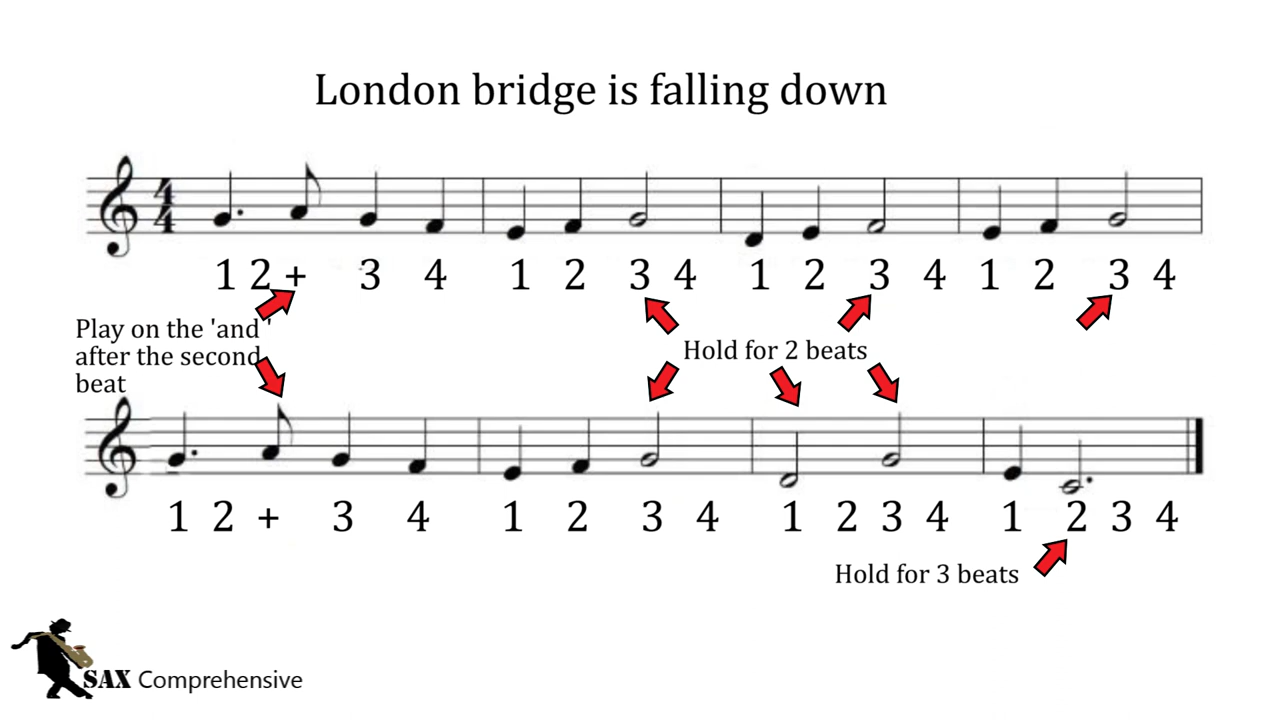 London bridge is falling down
4
4
1 2 + 3 4 1 2 3 4 1 2 3 4 1 2 3 4
Play on the 'and '
after the second
beat
Hold for 2 beats
1 2 + 3 4 1 2 3 4 1 2 3 4 1 2 3 4
Hold for 3 beats
SAX Comprehensive